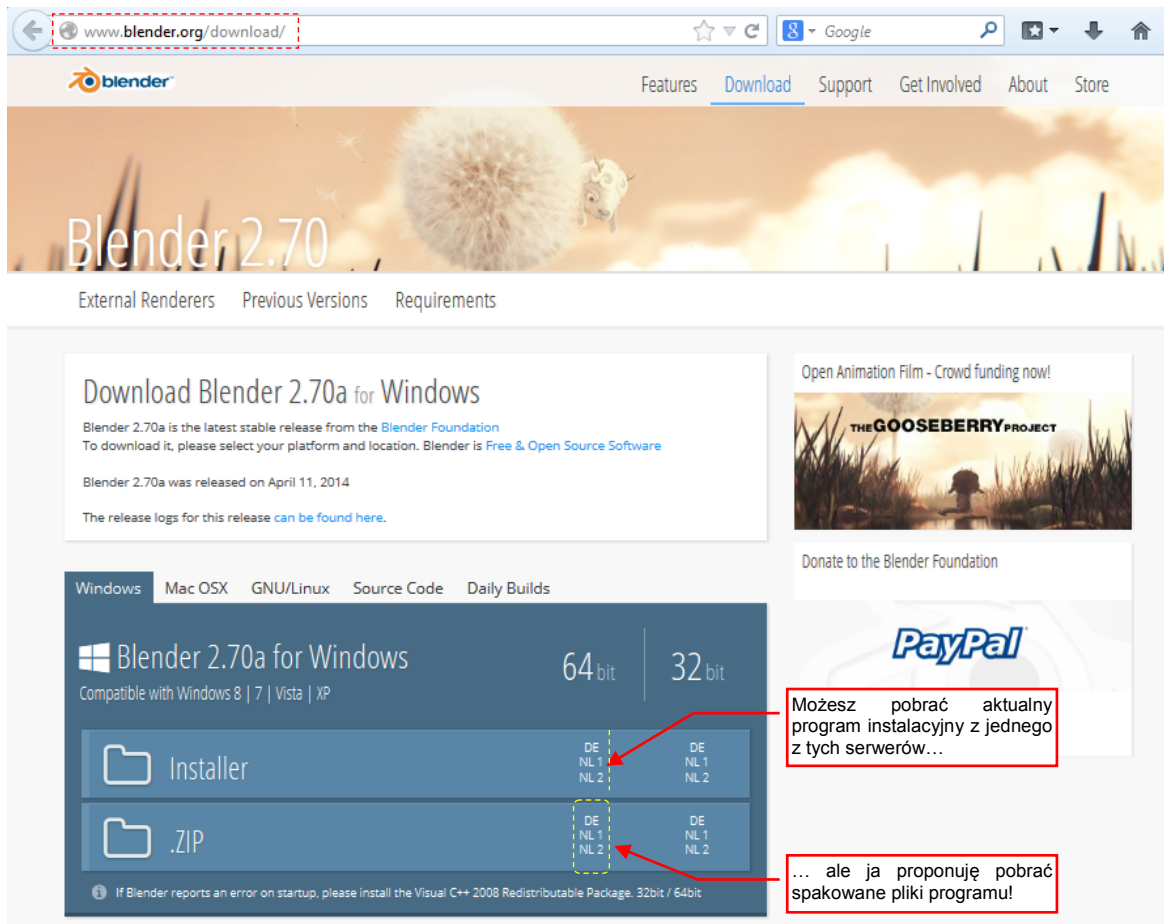 www.blender.org/download/
Google
blender
Features Download Support Get Involved About Store
Blender 2.70
External Renderers Previous Versions Requirements
Download Blender 2.70a for Windows
Blender 2.70a is the latest stable release from the Blender Foundation
To download it, please select your platform and location. Blender is Free & Open Source Software
Blender 2.70a was released on April 11, 2014
The release logs for this release can be found here.
Open Animation Film - Crowd funding now!
THE GOOSEBERRY PROJECT
Donate to the Blender Foundation
PayPal
Windows Mac OSX GNU/Linux Source Code Daily Builds
Blender 2.70a for Windows
Compatible with Windows 8 | 7 | Vista | XP
64 bit 32 bit
Installer
DE
NL 1
NL 2
DE
NL 1
NL 2
.ZIP
DE
NL 1
NL 2
DE
NL 1
NL 2
If Blender reports an error on startup, please install the Visual C++ 2008 Redistributable Package. 32bit / 64bit
Możesz pobrać aktualny
program instalacyjny z jednego
z tych serwerów…
… ale ja proponuję pobrać
spakowane pliki programu!